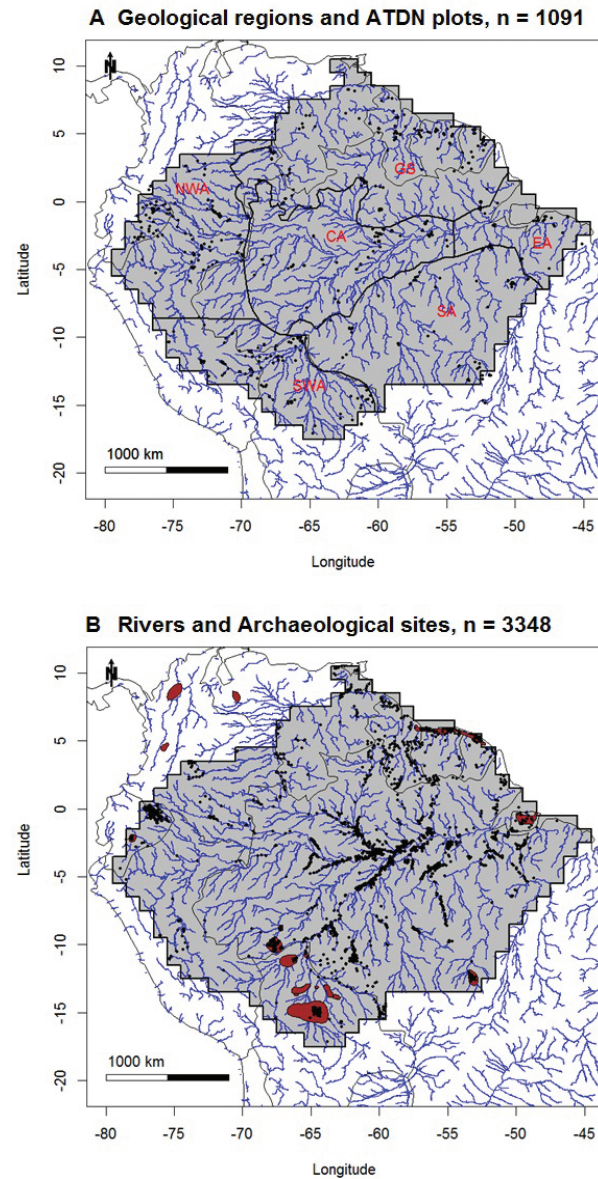 A Geological regions and ATDN plots, n = 1091
N
10
5
0
-5
-10
-15
-20
Latitude
GS
NWA
CA
EA
SA
SWA
1000 km
-80 -75 -70 -65 -60 -55 -50 -45
Longitude
B Rivers and Archaeological sites, n = 3348
N
10
5
0
-5
-10
-15
-20
Latitude
1000 km
-80 -75 -70 -65 -60 -55 -50 -45
Longitude